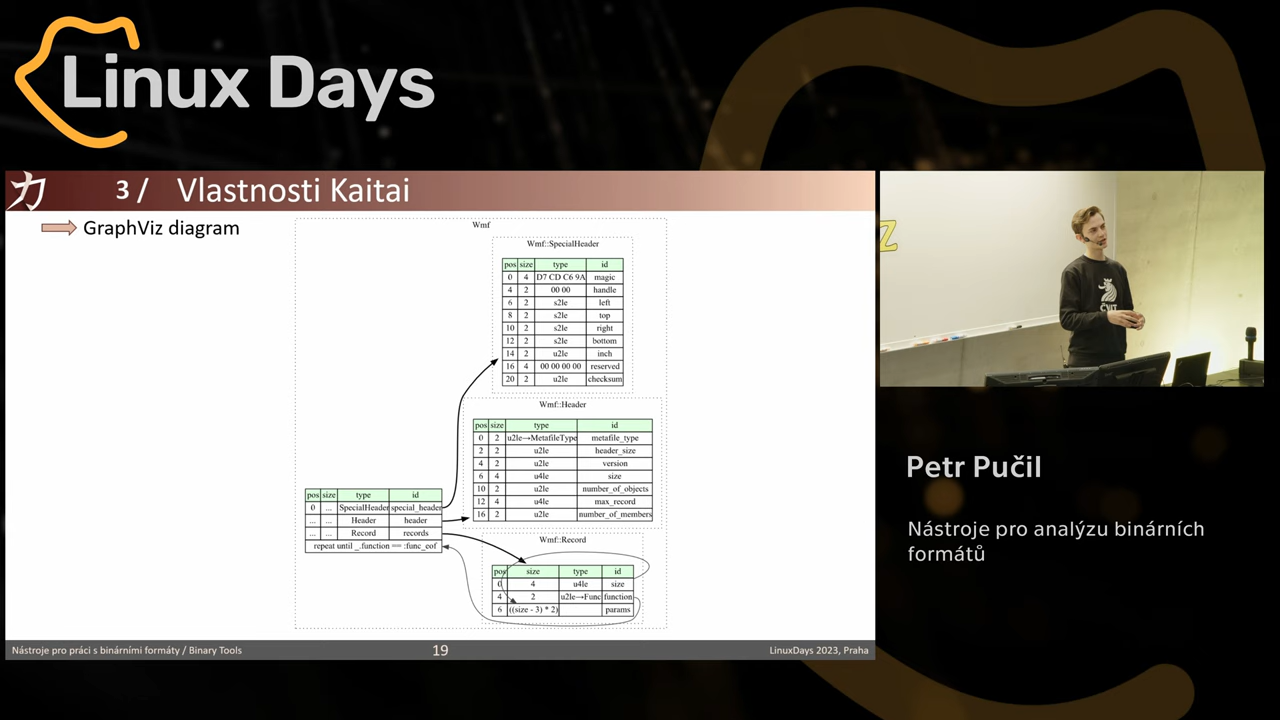 Linux Days
3 / Vlastnosti Kaitai
GraphViz diagram
Wmf
Wmf::SpecialHeader
pos size type id
0 4 D7 CD C6 9A magic
4 2 00 00 handle
6 2 s2le left
8 2 s2le top
10 2 s2le right
12 2 s2le bottom
14 2 u2le inch
16 4 00 00 00 00 reserved
20 2 u2le checksum
Wmf::Header
pos size type id
0 2 u2le→MetafileType metafile_type
2 2 u2le header_size
4 2 u2le version
6 4 u4le size
10 2 u2le number_of_objects
12 4 u4le max_record
16 2 u2le number_of_members
pos size type id
0 ... SpecialHeader special_header
... ... Header header
... ... Record records
repeat until _.function == :func_eof
Wmf::Record
pos size type id
0 4 u4le size
4 2 u2le→Func function
6 ((size - 3) * 2) params
Nástroje pro práci s binárními formáty / Binary Tools
19
LinuxDays 2023, Praha
Z
ČVUT
Petr Pučil
Nástroje pro analýzu binárních
formátů